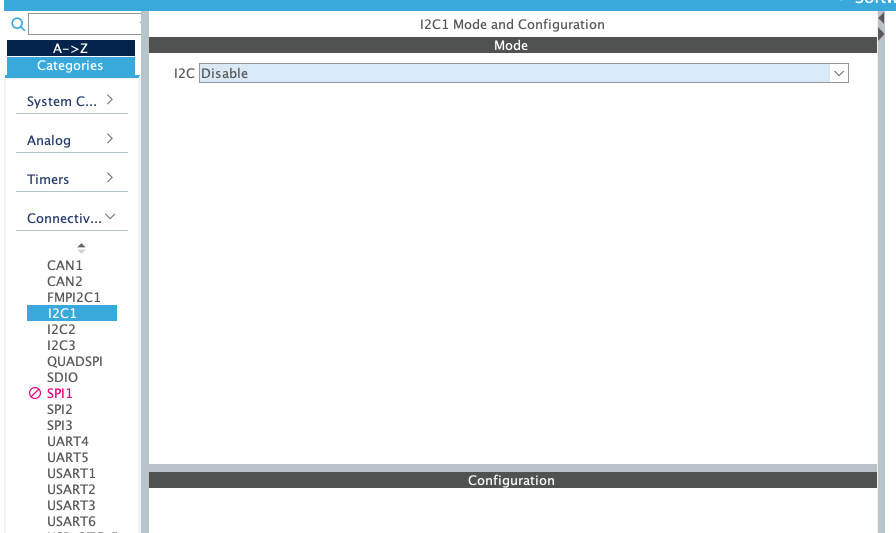 I2C1 Mode and Configuration
A->Z
Categories
Mode
I2C Disable
System C...
Analog
Timers
Connectiv...
CAN1
CAN2
FMPI2C1
I2C1
I2C2
I2C3
QUADSPI
SDIO
SPI1
SPI2
SPI3
UART4
UART5
USART1
USART2
USART3
USART6
Configuration